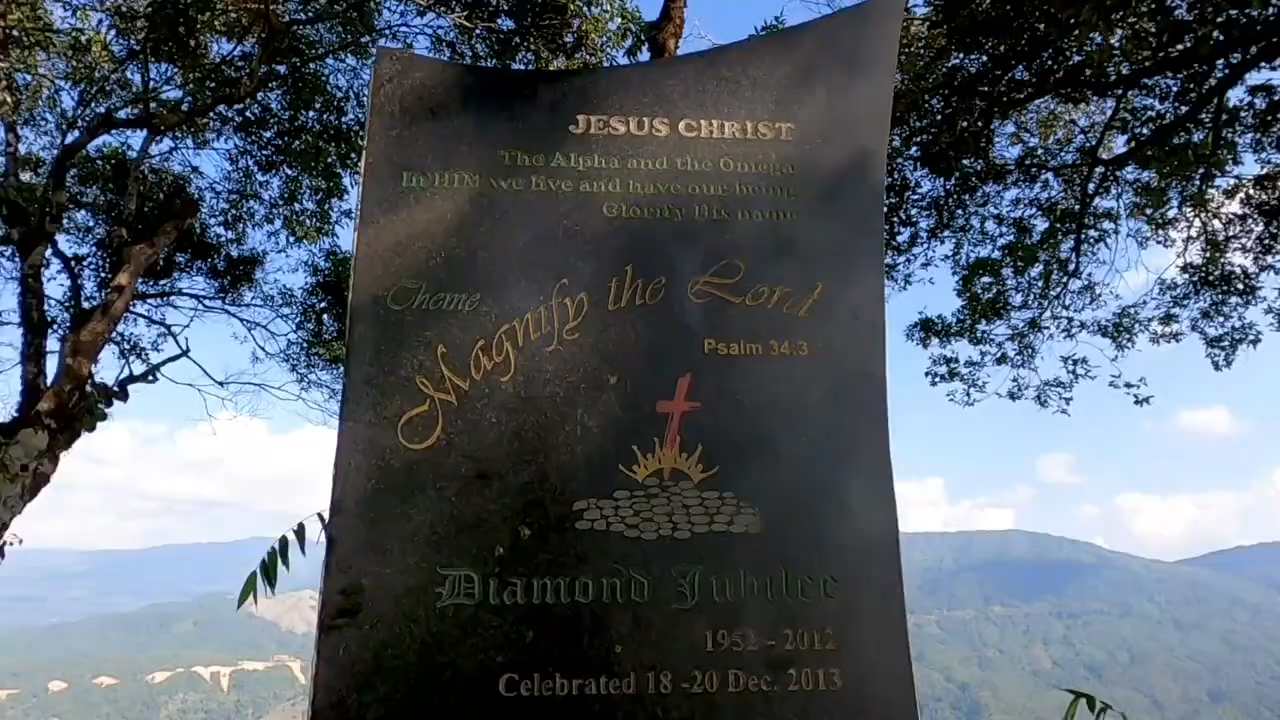 JESUS CHRIST
The Alpha and the Omega
In HIM we live and have our being
Glorify His name
Theme
Magnify the Lord
Psalm 34:3
Diamond Jubilee
1952 - 2012
Celebrated 18 -20 Dec. 2013